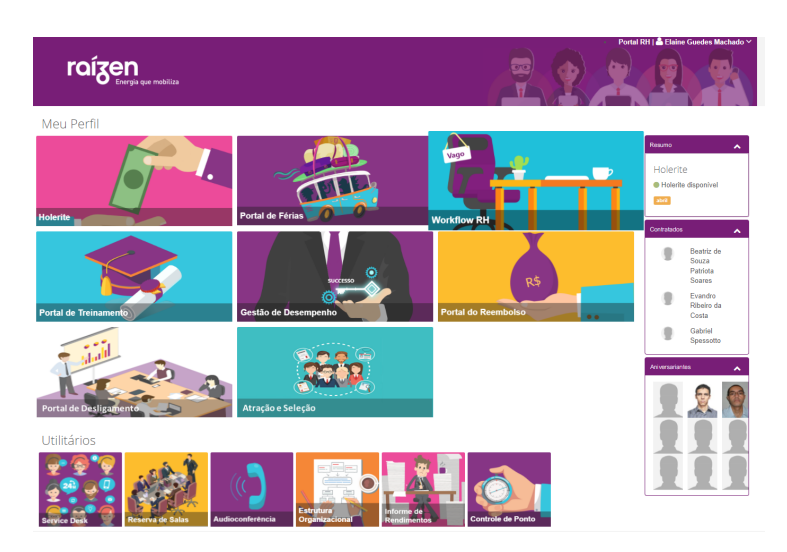 Portal RH | Elaine Guedes Machado
raízen
Energia que mobiliza
Meu Perfil
Holerite
Portal de Férias
Vago
Workflow RH
Portal de Treinamento
SUCCESSO
Gestão de Desempenho
R$
Portal do Reembolso
Portal de Desligamento
Atração e Seleção
Resumo
Holerite
Holerite disponível
abril
Contratados
Beatriz de
Souza
Patriota
Soares
Evandro
Ribeiro da
Costa
Gabriel
Spessotto
Aniversariantes
Utilitários
24h
Service Desk
Reserva de Salas
Audioconferência
Estrutura
Organizacional
Informe de
Rendimentos
Controle de Ponto